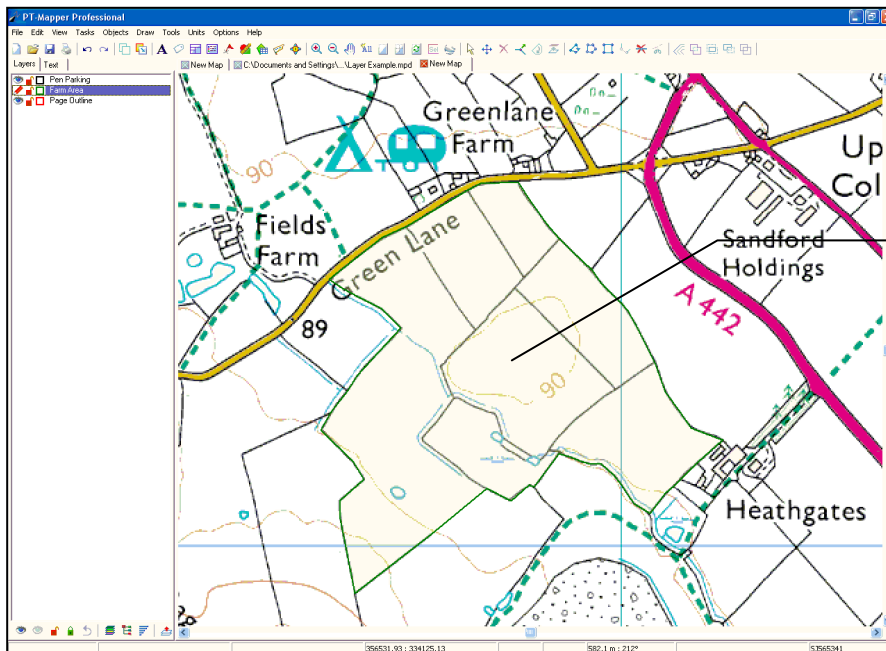 PT-Mapper Professional
File Edit View Tasks Objects Draw Tools Units Options Help
Layers Text
New Map C:\Documents and Settings\...\Layer Example.mpd New Map
Pen Parking
Farm Area
Page Outline
Greenlane
Farm
90
Up
Col
Fields
Farm
Green Lane
Sandford
Holdings
A 442
89
90
Heathgates
356531.93 : 334125.13 582.1 m : 212° SJ565341